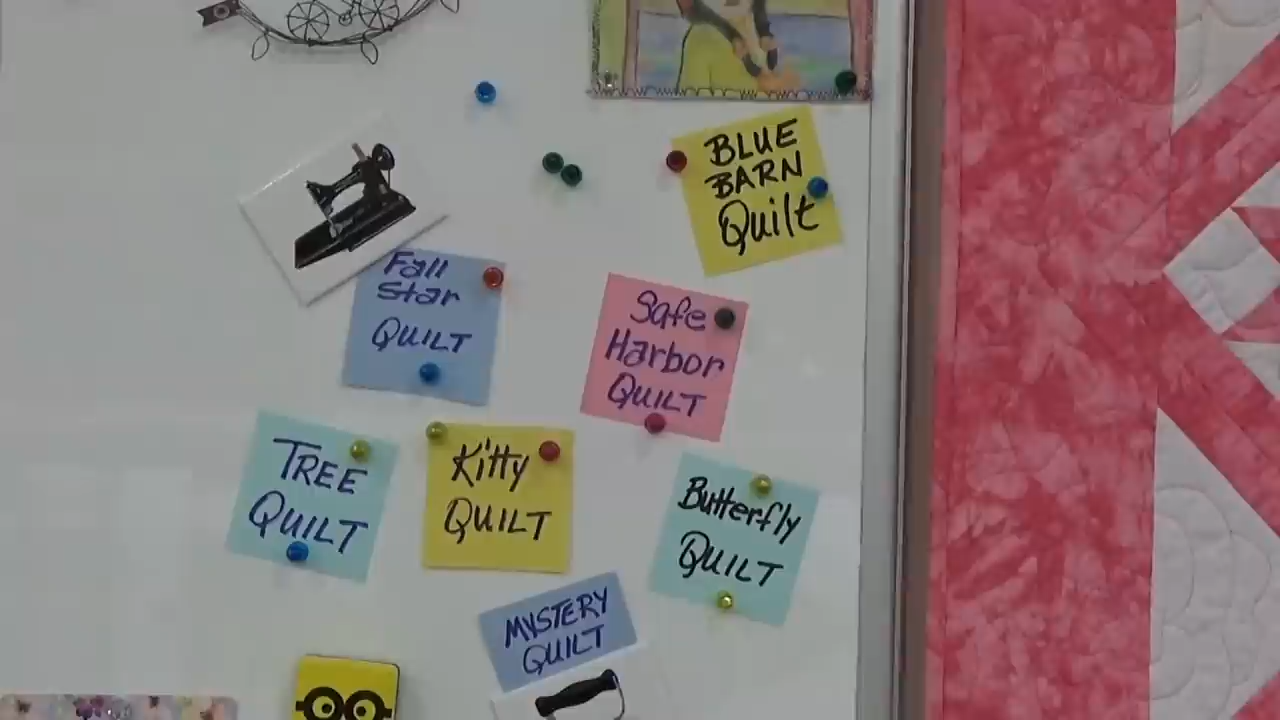 BLUE
BARN
Quilt
Fall
Star
QUILT
Safe
Harbor
QUILT
TREE
QUILT
Kitty
QUILT
Butterfly
QUILT
MYSTERY
QUILT